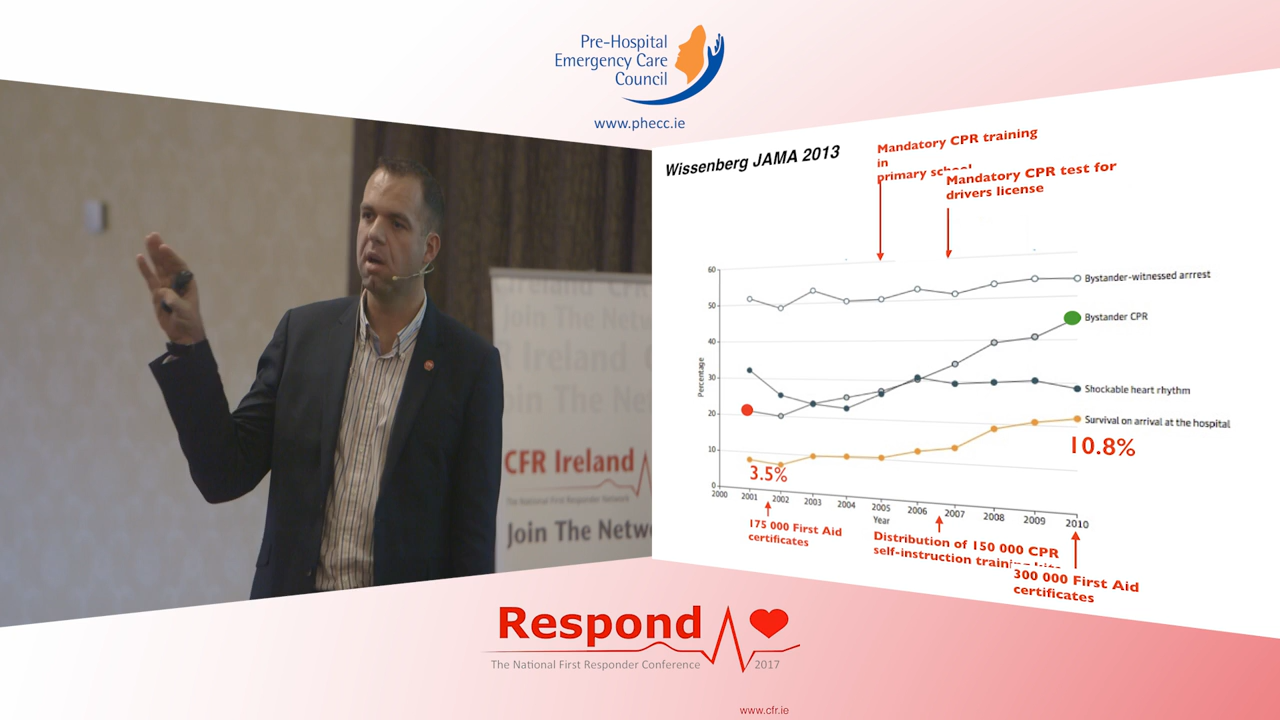 Pre-Hospital
Emergency Care
Council
www.phecc.ie
Wissenberg JAMA 2013
Mandatory CPR training
in
primary school
Mandatory CPR test for
drivers license
60
50
40
30
20
10
0
Percentage
Bystander-witnessed arrrest
Bystander CPR
Shockable heart rhythm
Survival on arrival at the hospital
10.8%
3.5%
2000
2001
2002
2003
2004
2005
2006
2007
2008
2009
2010
Year
175 000 First Aid
certificates
Distribution of 150 000 CPR
self-instruction training kits
300 000 First Aid
certificates
CFR Ireland
The National First Responder Network
Join The Netwo
Respond
The National First Responder Conference 2017
www.cfr.ie